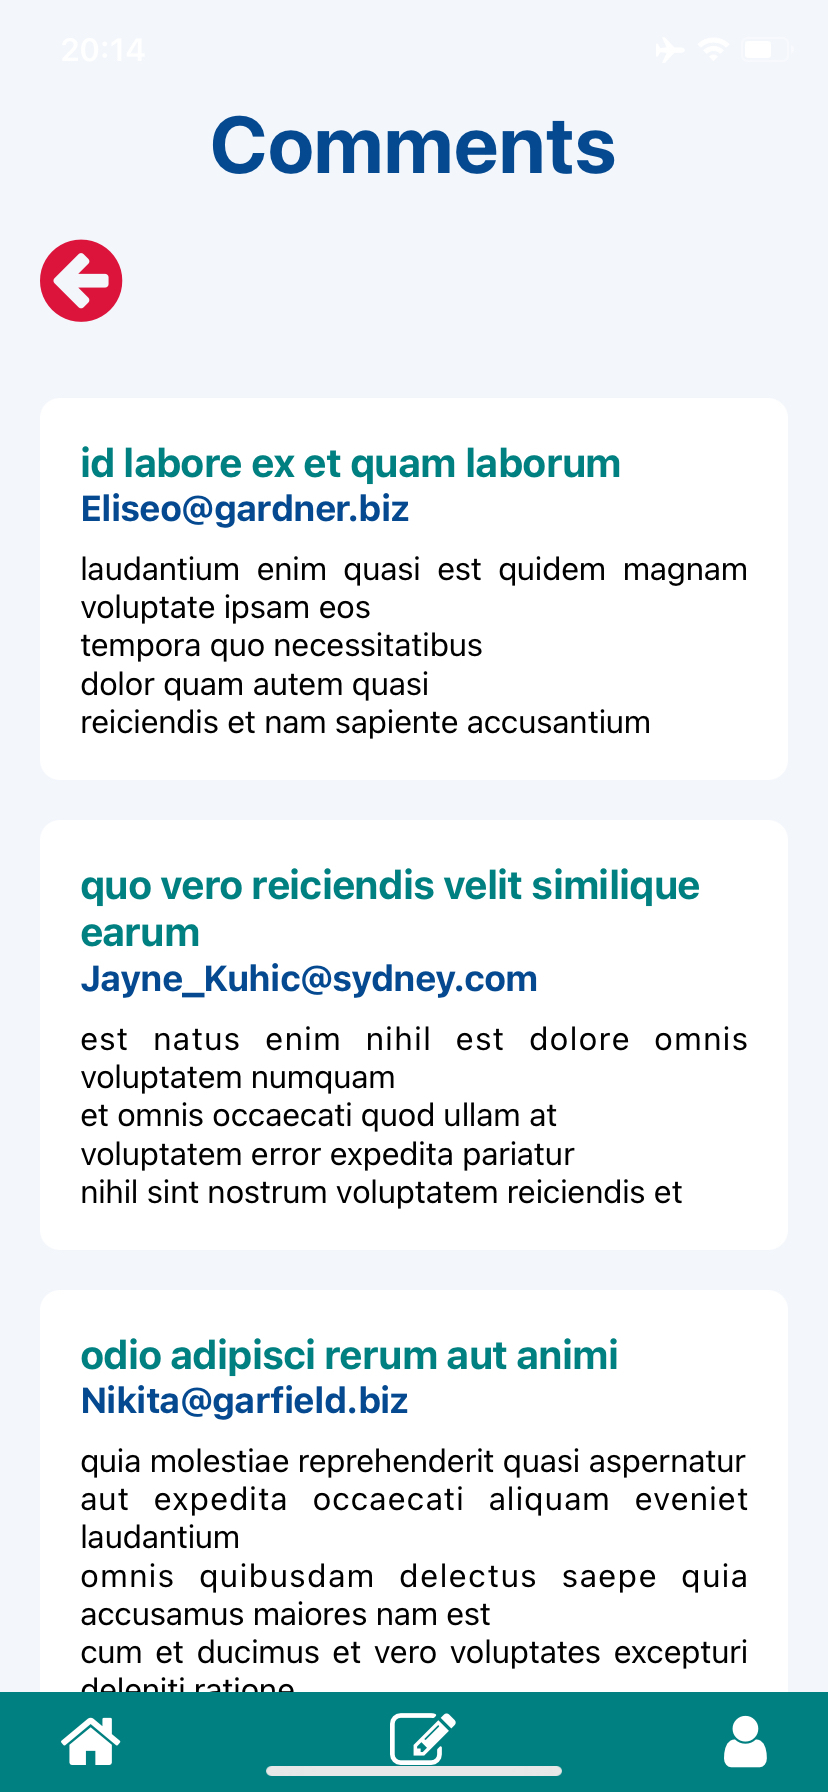 20:14
Comments
id labore ex et quam laborum
Eliseo@gardner.biz
laudantium enim quasi est quidem magnam
voluptate ipsam eos
tempora quo necessitatibus
dolor quam autem quasi
reiciendis et nam sapiente accusantium
quo vero reiciendis velit similique
earum
Jayne_Kuhic@sydney.com
est natus enim nihil est dolore omnis
voluptatem numquam
et omnis occaecati quod ullam at
voluptatem error expedita pariatur
nihil sint nostrum voluptatem reiciendis et
odio adipisci rerum aut animi
Nikita@garfield.biz
quia molestiae reprehenderit quasi aspernatur
aut expedita occaecati aliquam eveniet
laudantium
omnis quibusdam delectus saepe quia
accusamus maiores nam est
cum et ducimus et vero voluptates excepturi
deleniti ratione